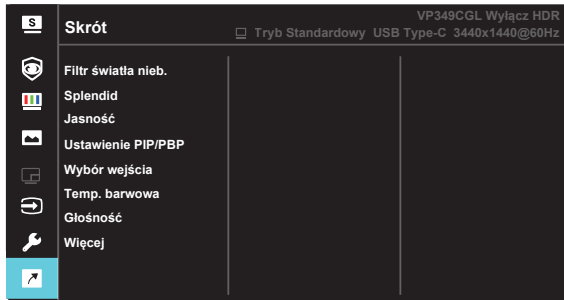 S
Skrót
VP349CGL Wyłącz HDR
Tryb Standardowy USB Type-C 3440x1440@60Hz
Filtr światła nieb.
Splendid
Jasność
Ustawienie PIP/PBP
Wybór wejścia
Temp. barwowa
Głośność
Więcej